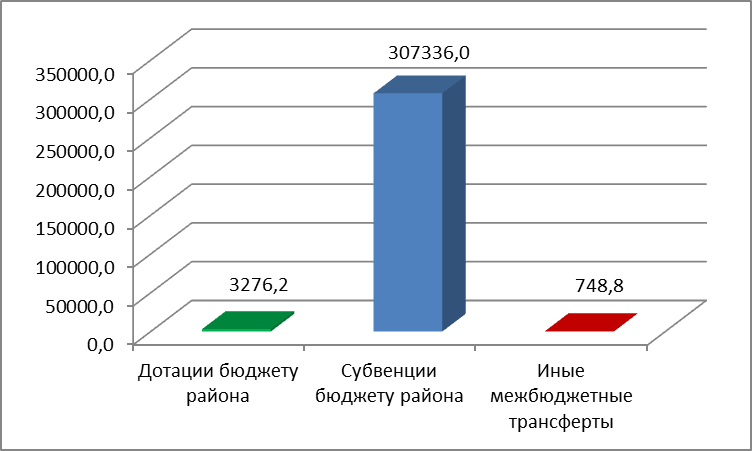 307336,0
350000,0
300000,0
250000,0
200000,0
150000,0
100000,0
50000,0
0,0
3276,2
748,8
Дотации бюджету
района
Субвенции
бюджету района
Иные
межбюджетные
трансферты